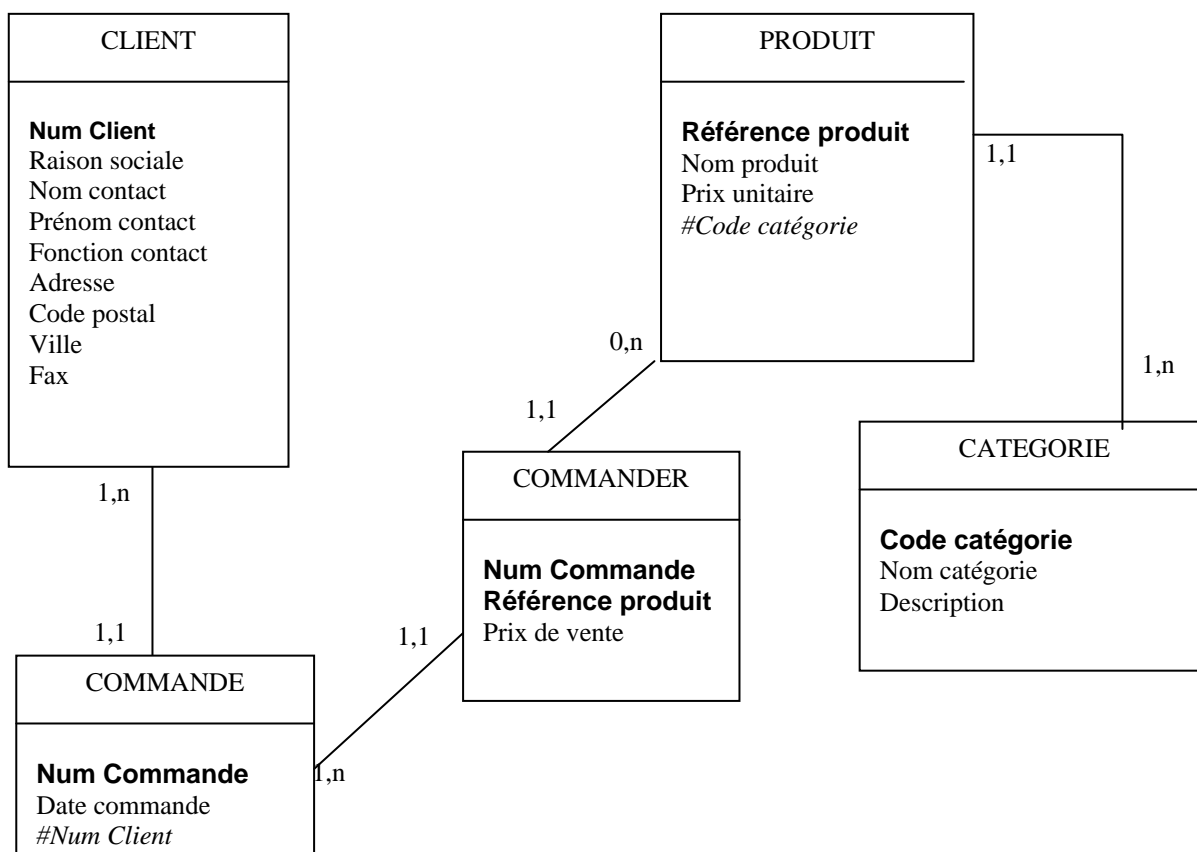 CLIENT
Num Client
Raison sociale
Nom contact
Prénom contact
Fonction contact
Adresse
Code postal
Ville
Fax
1,n
1,1
COMMANDE
Num Commande
Date commande
#Num Client
1,n
1,1
COMMANDER
Num Commande
Référence produit
Prix de vente
1,1
0,n
PRODUIT
Référence produit
Nom produit
Prix unitaire
#Code catégorie
1,1
1,n
CATEGORIE
Code catégorie
Nom catégorie
Description